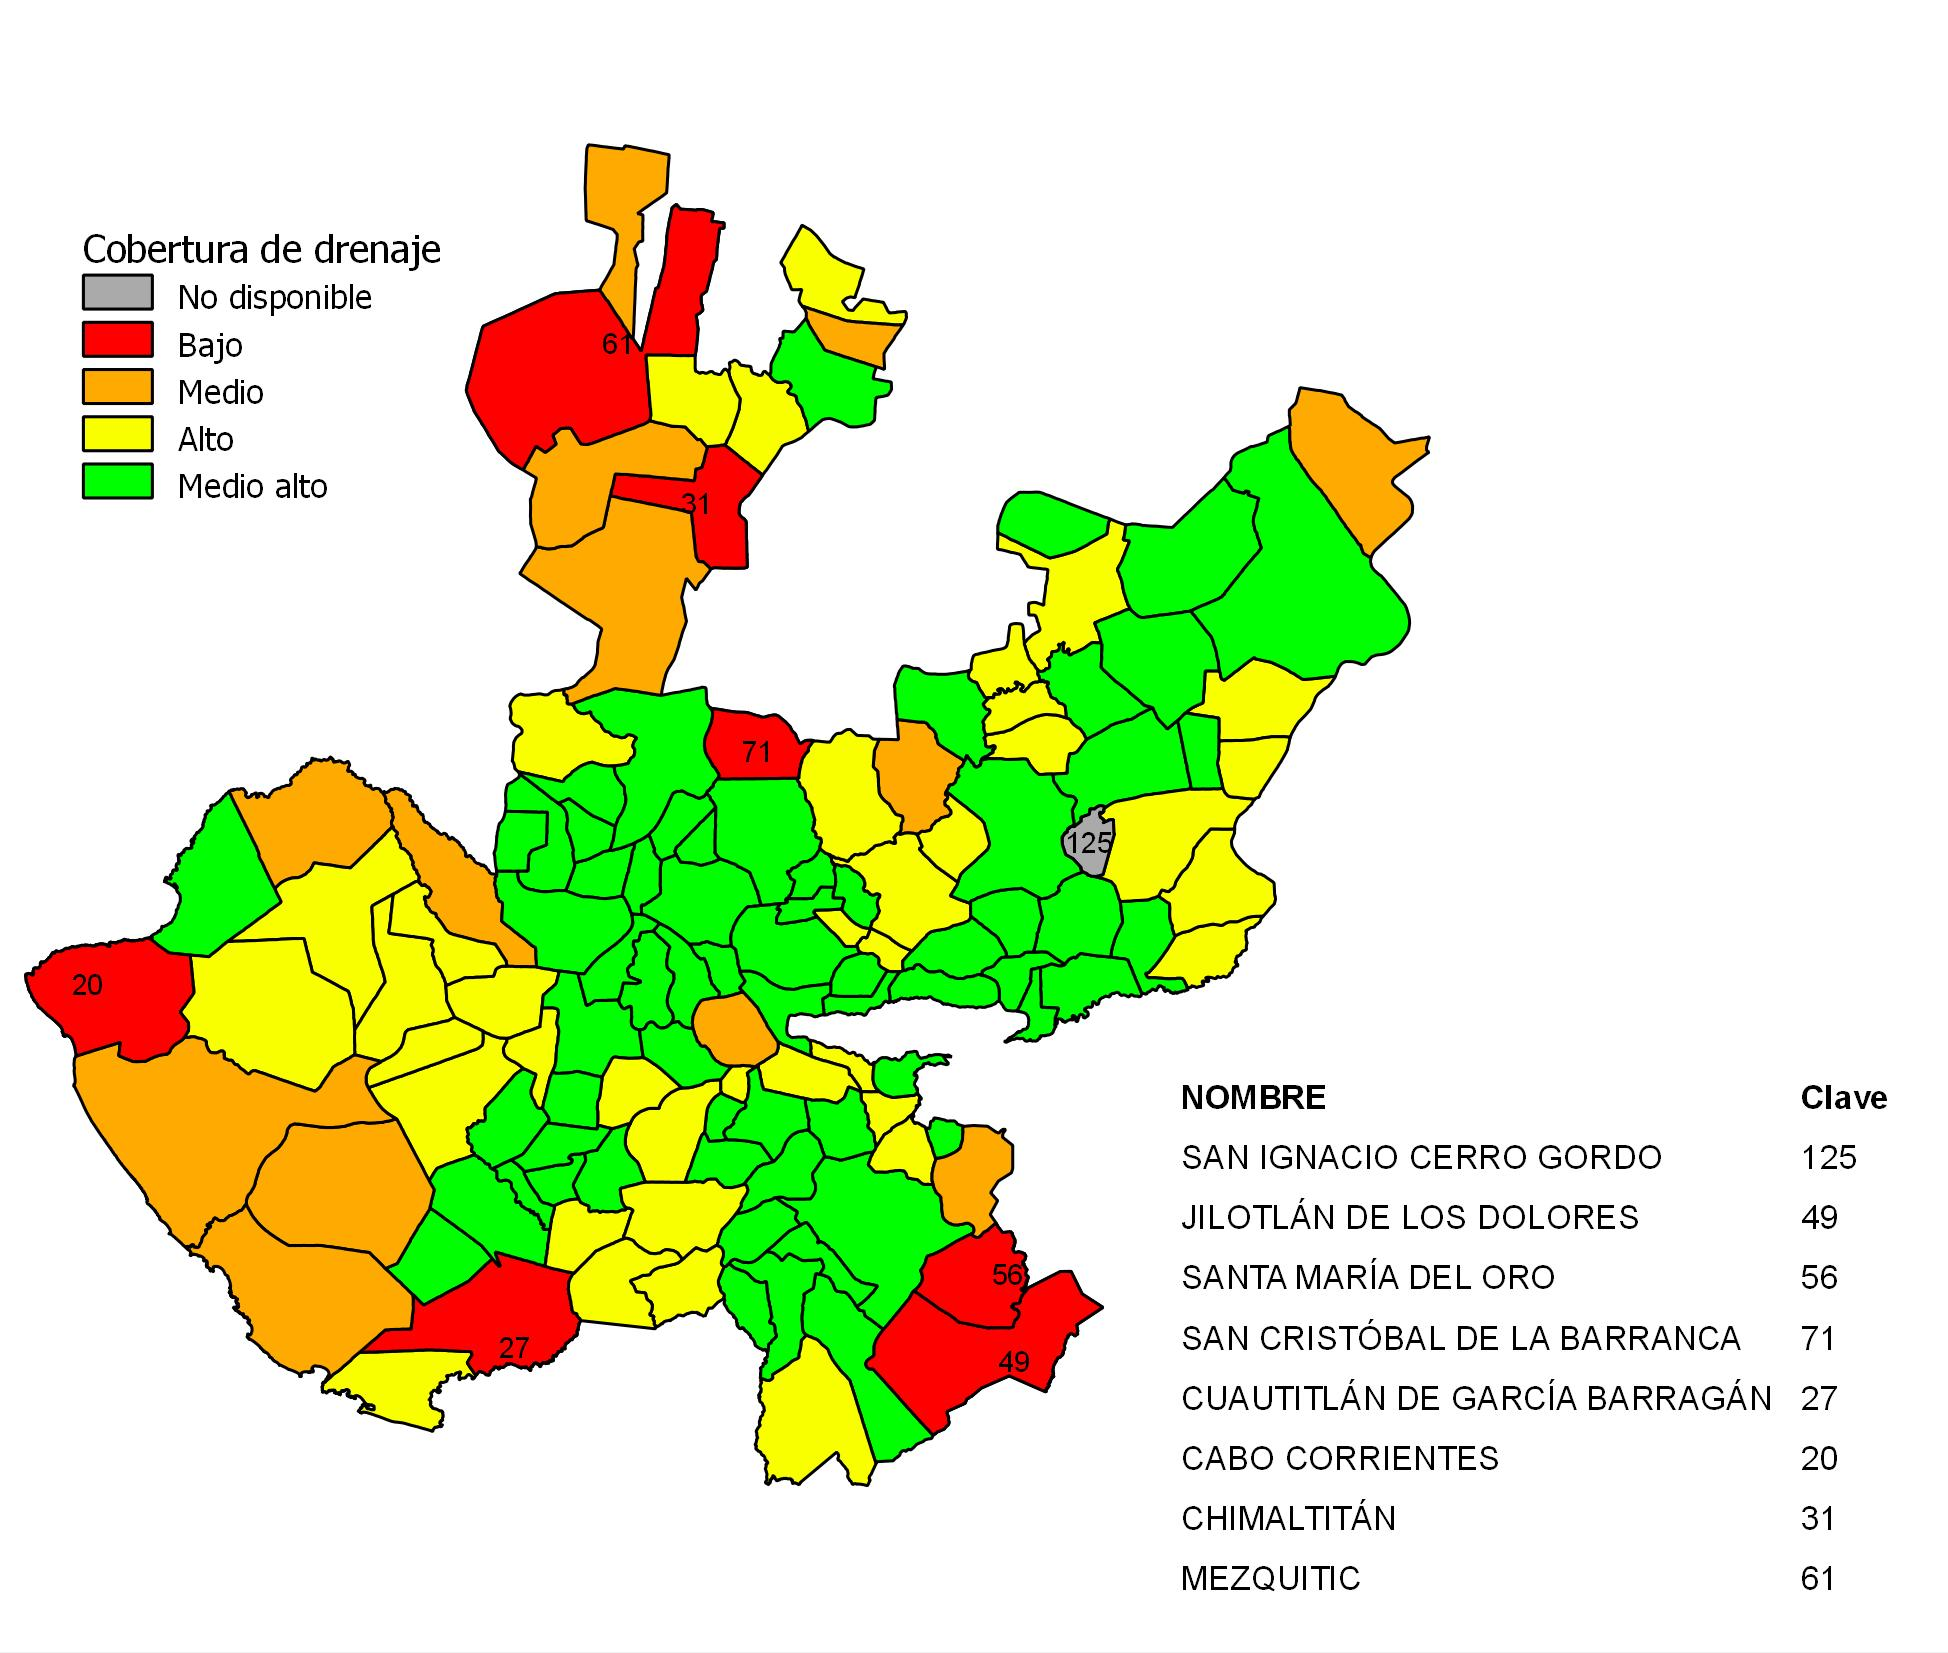 Cobertura de drenaje
No disponible
Bajo
Medio
Alto
Medio alto
61
31
71
125
20
56
27
49
NOMBRE Clave
SAN IGNACIO CERRO GORDO 125
JILOTLÁN DE LOS DOLORES 49
SANTA MARÍA DEL ORO 56
SAN CRISTÓBAL DE LA BARRANCA 71
CUAUTITLÁN DE GARCÍA BARRAGÁN 27
CABO CORRIENTES 20
CHIMALTITÁN 31
MEZQUITIC 61